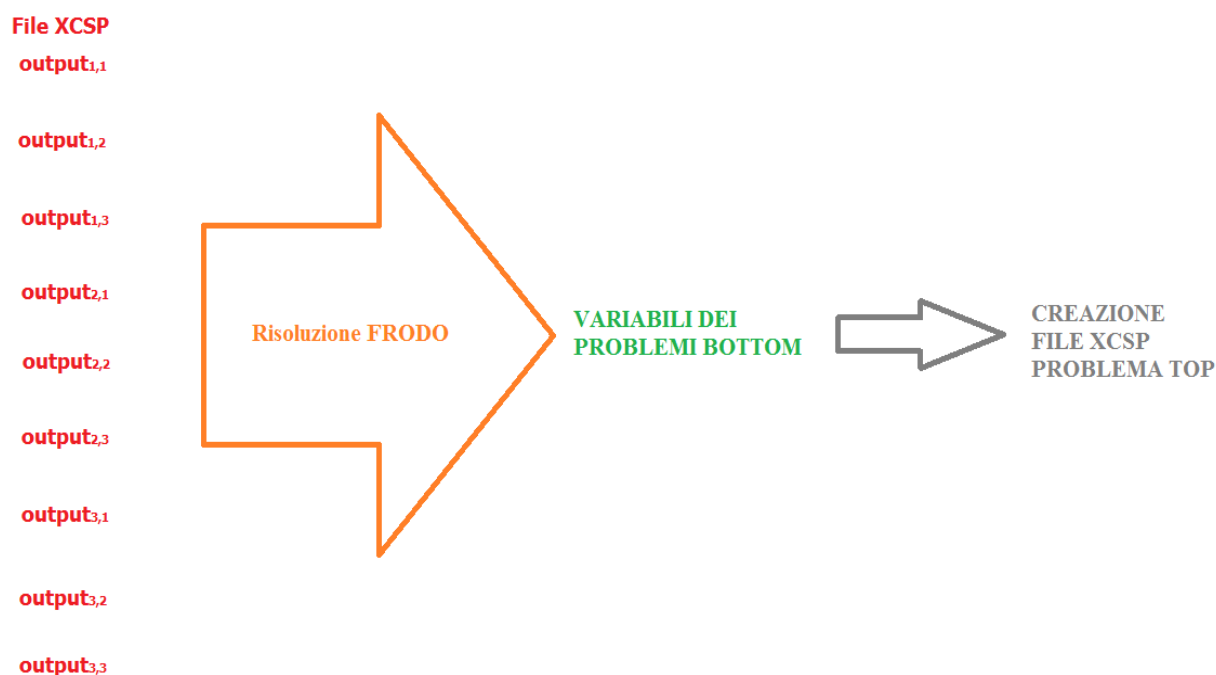 File XCSP
output1,1
output1,2
output1,3
output2,1
output2,2
output2,3
output3,1
output3,2
output3,3
Risoluzione FRODO
VARIABILI DEI
PROBLEMI BOTTOM
CREAZIONE
FILE XCSP
PROBLEMA TOP